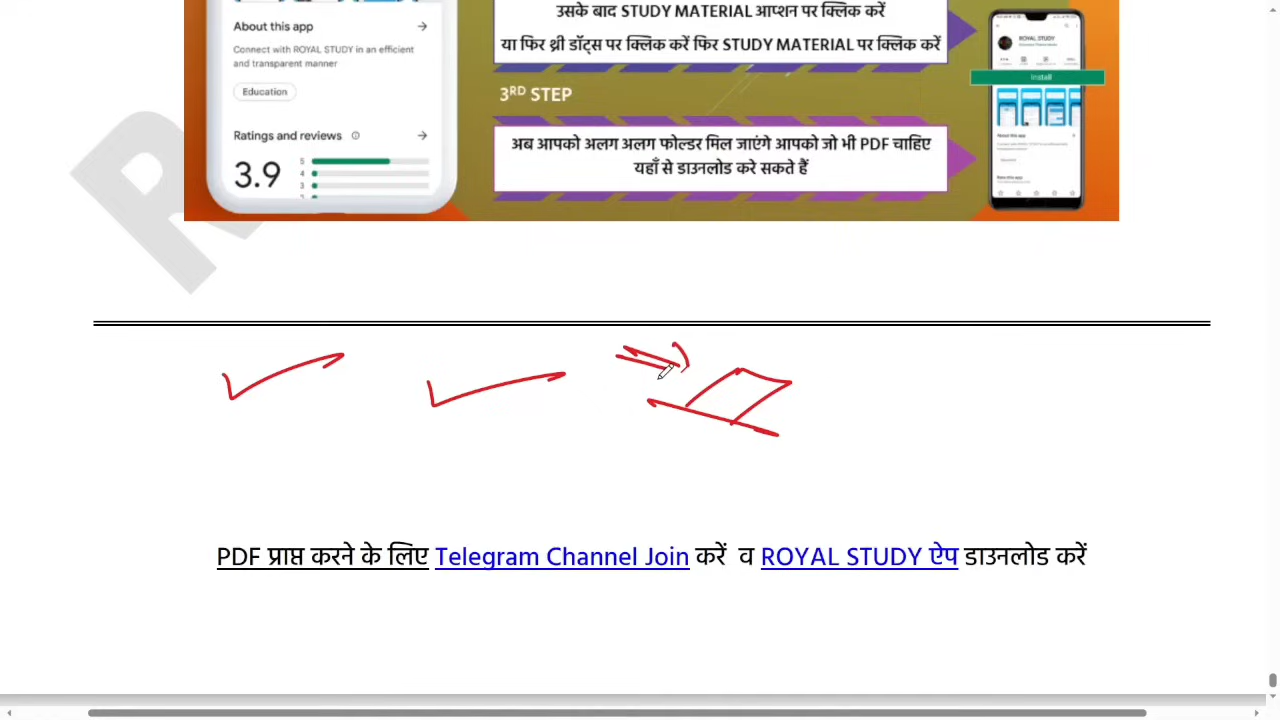 About this app
Connect with ROYAL STUDY in an efficient
and transparent manner
Education
Ratings and reviews
3.9
5
4
3
उसके बाद STUDY MATERIAL आप्शन पर क्लिक करें
या फिर थ्री डॉट्स पर क्लिक करें फिर STUDY MATERIAL पर क्लिक करें
3RD STEP
अब आपको अलग अलग फोल्डर मिल जाएंगे आपको जो भी PDF चाहिए
यहाँ से डाउनलोड करे सकते हैं
ROYAL STUDY
Install
R
PDF प्राप्त करने के लिए Telegram Channel Join करें व ROYAL STUDY ऐप डाउनलोड करें